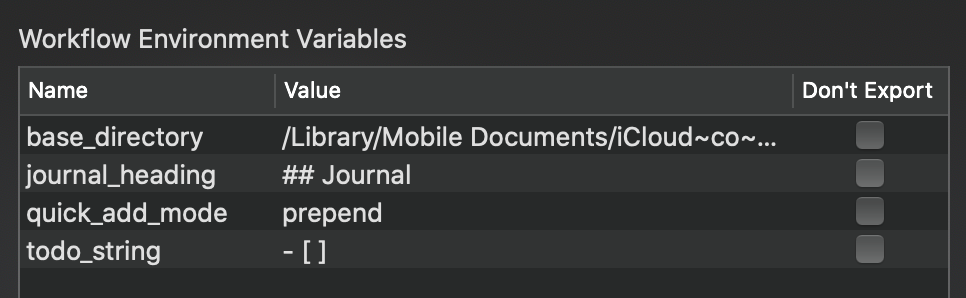 Workflow Environment Variables
Name Value Don't Export
base_directory /Library/Mobile Documents/iCloud~co~...
journal_heading ## Journal
quick_add_mode prepend
todo_string - [ ]